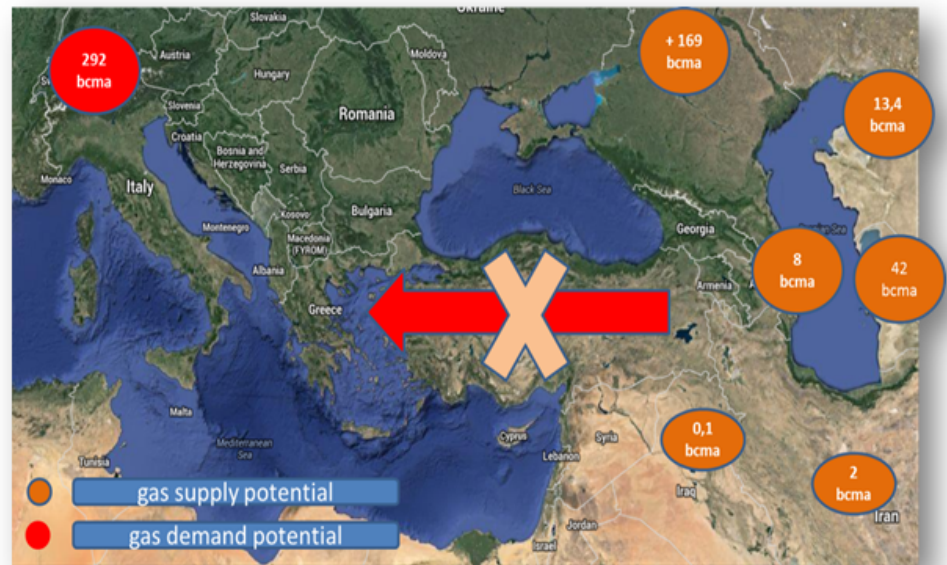 Slovakia
Ukraine
292
bcma
Austria
Hungary
Moldova
+ 169
bcma
Slovenia
Croatia
Romania
13,4
bcma
Bosnia and
Herzegovina
Serbia
Monaco
Italy
Black Sea
Montenegro
Kosovo
Bulgaria
Georgia
Macedonia
(FYROM)
Albania
8
bcma
42
bcma
Armenia
Greece
Malta
Cyprus
Syria
0,1
bcma
Mediterranean
Sea
Tunisia
Lebanon
2
bcma
gas supply potential
Iraq
Iran
Jordan
gas demand potential
Israel